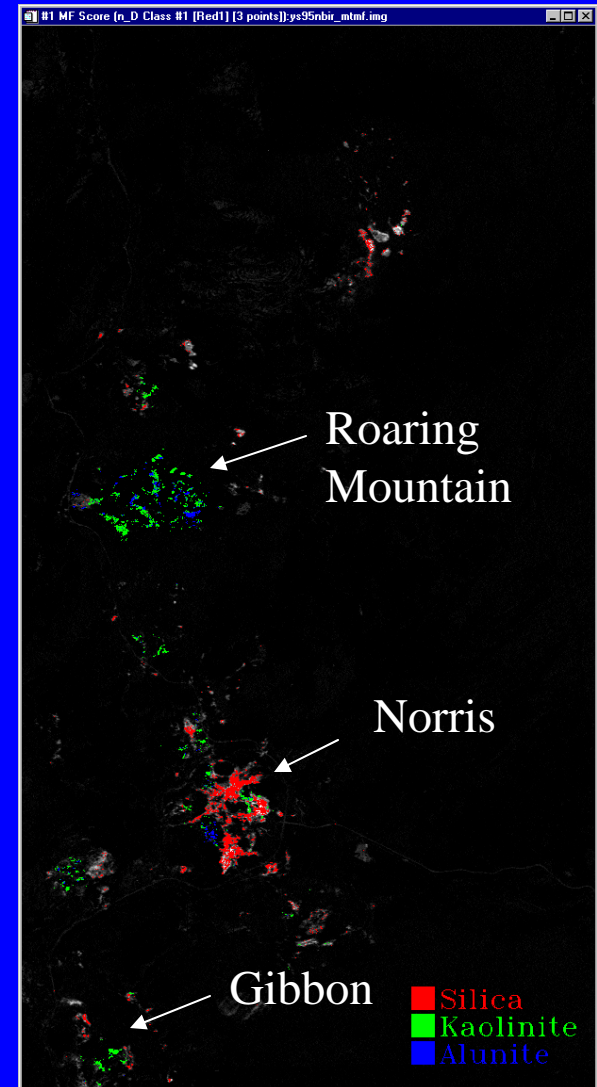 #1 MF Score (n_D Class #1 [Red1] [3 points]):ys95nbir_mtmf.img
Roaring
Mountain
Norris
Gibbon
Silica
Kaolinite
Alunite